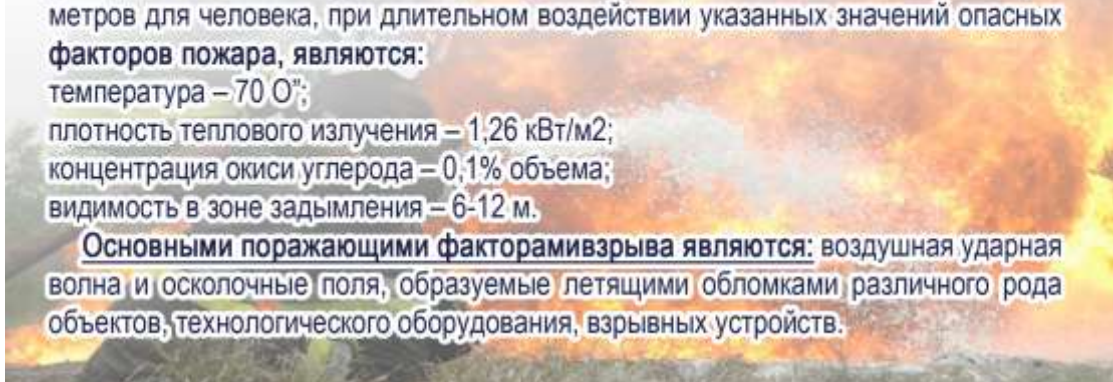 метров для человека, при длительном воздействии указанных значений опасных
факторов пожара, являются:
температура – 70 О";
плотность теплового излучения – 1,26 кВт/м2;
концентрация окиси углерода – 0,1% объема;
видимость в зоне задымления – 6-12 м.
Основными поражающими факторамивзрыва являются: воздушная ударная
волна и осколочные поля, образуемые летящими обломками различного рода
объектов, технологического оборудования, взрывных устройств.